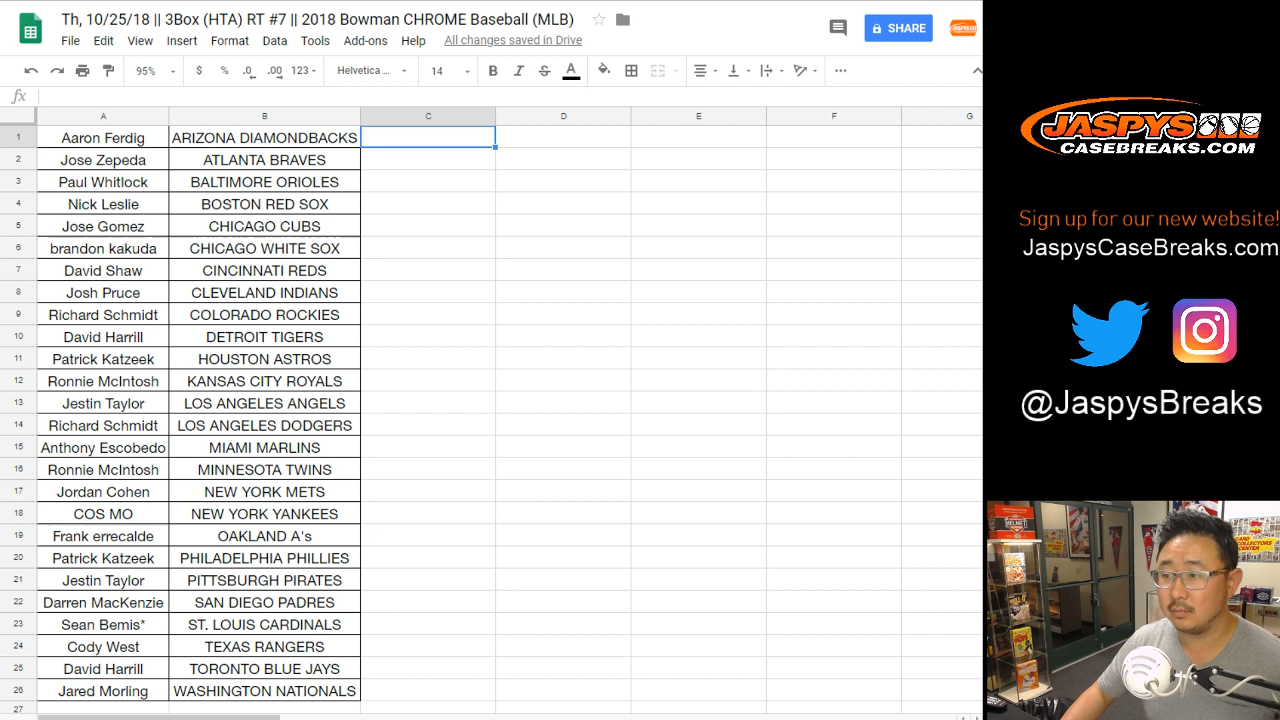 Th, 10/25/18 || 3Box (HTA) RT #7 || 2018 Bowman CHROME Baseball (MLB)
File Edit View Insert Format Data Tools Add-ons Help All changes saved in Drive
SHARE
95% $ % .0 .00 123 Helvetica ... 14 B I S A
fx
A B C D E F G
1 Aaron Ferdig ARIZONA DIAMONDBACKS
2 Jose Zepeda ATLANTA BRAVES
3 Paul Whitlock BALTIMORE ORIOLES
4 Nick Leslie BOSTON RED SOX
5 Jose Gomez CHICAGO CUBS
6 brandon kakuda CHICAGO WHITE SOX
7 David Shaw CINCINNATI REDS
8 Josh Pruce CLEVELAND INDIANS
9 Richard Schmidt COLORADO ROCKIES
10 David Harrill DETROIT TIGERS
11 Patrick Katzeek HOUSTON ASTROS
12 Ronnie McIntosh KANSAS CITY ROYALS
13 Jestin Taylor LOS ANGELES ANGELS
14 Richard Schmidt LOS ANGELES DODGERS
15 Anthony Escobedo MIAMI MARLINS
16 Ronnie McIntosh MINNESOTA TWINS
17 Jordan Cohen NEW YORK METS
18 COS MO NEW YORK YANKEES
19 Frank errecalde OAKLAND A's
20 Patrick Katzeek PHILADELPHIA PHILLIES
21 Jestin Taylor PITTSBURGH PIRATES
22 Darren MacKenzie SAN DIEGO PADRES
23 Sean Bemis* ST. LOUIS CARDINALS
24 Cody West TEXAS RANGERS
25 David Harrill TORONTO BLUE JAYS
26 Jared Morling WASHINGTON NATIONALS
27
JASPYS
CASEBREAKS.COM
Sign up for our new website!
JaspysCaseBreaks.com
@JaspysBreaks
HELMET
CARD
COLLECTORS
CENTER